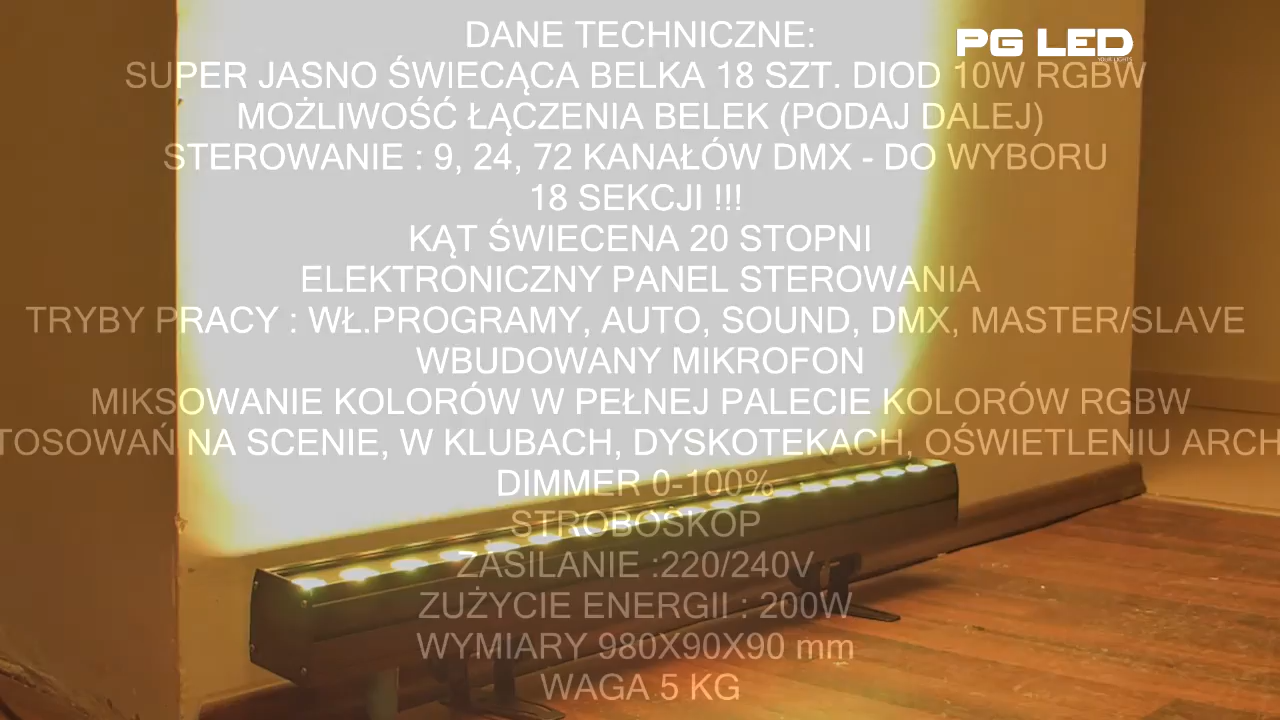 DANE TECHNICZNE:
PG LED
SUPER JASNO ŚWIECĄCA BELKA 18 SZT. DIOD 10W RGBW
MOŻLIWOŚĆ ŁĄCZENIA BELEK (PODAJ DALEJ)
STEROWANIE : 9, 24, 72 KANAŁÓW DMX - DO WYBORU
18 SEKCJI !!!
KĄT ŚWIECENA 20 STOPNI
ELEKTRONICZNY PANEL STEROWANIA
TRYBY PRACY : WŁ.PROGRAMY, AUTO, SOUND, DMX, MASTER/SLAVE
WBUDOWANY MIKROFON
MIKSOWANIE KOLORÓW W PEŁNEJ PALECIE KOLORÓW RGBW
TOSOWAŃ NA SCENIE, W KLUBACH, DYSKOTEKACH, OŚWIETLENIU ARCH
DIMMER 0-100%
STROBOSKOP
ZASILANIE :220/240V
ZUŻYCIE ENERGII : 200W
WYMIARY 980X90X90 mm
WAGA 5 KG